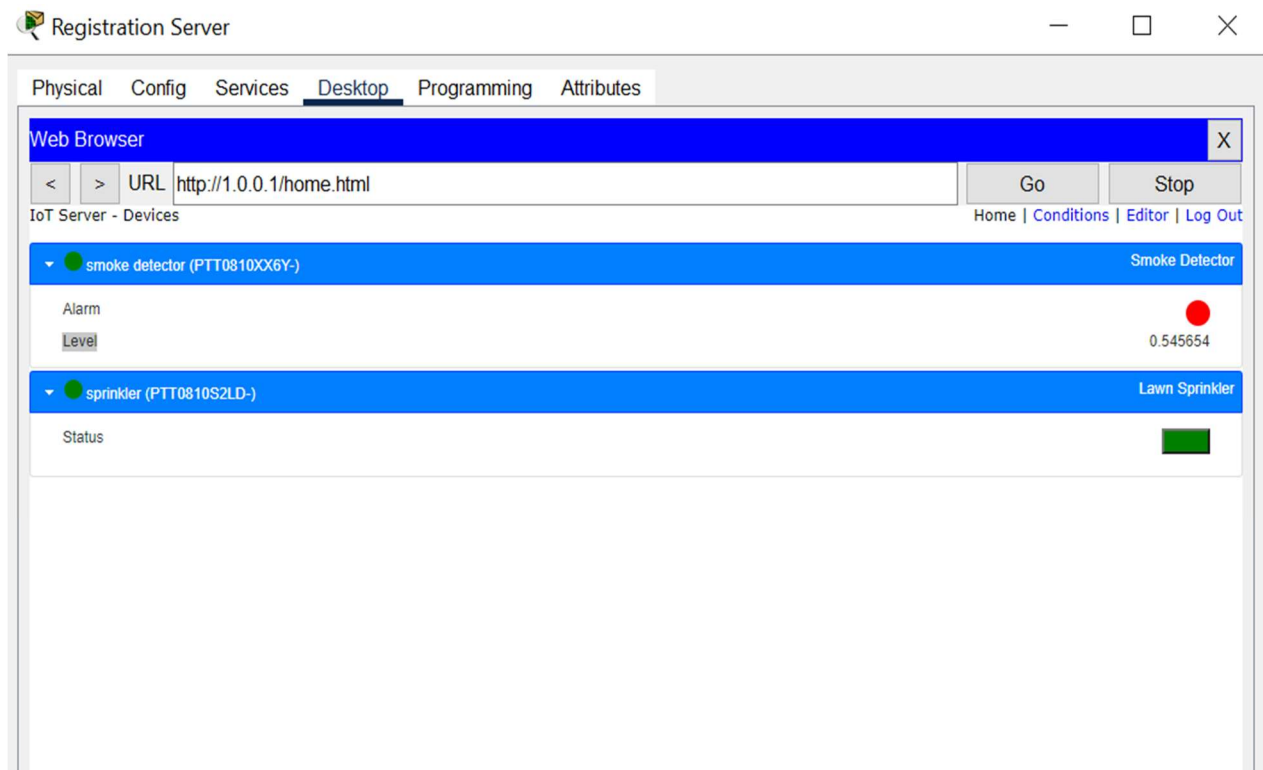 Registration Server
Physical Config Services Desktop Programming Attributes
Web Browser X
< > URL http://1.0.0.1/home.html Go Stop
IoT Server - Devices Home | Conditions | Editor | Log Out
smoke detector (PTT0810XX6Y-) Smoke Detector
Alarm
Level 0.545654
sprinkler (PTT0810S2LD-) Lawn Sprinkler
Status